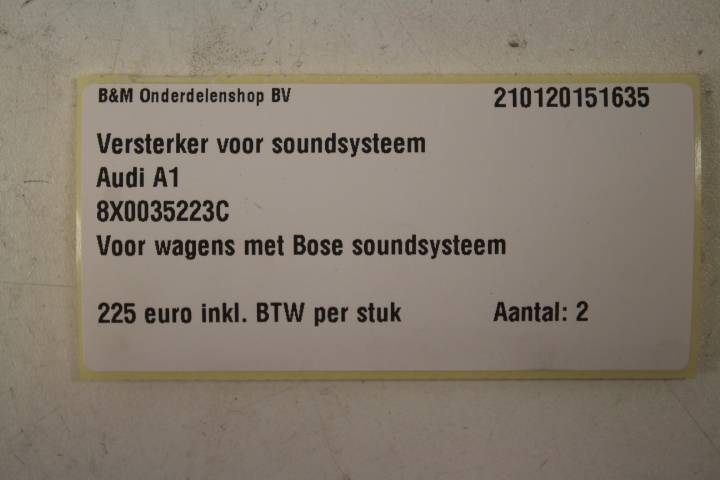 B&M Onderdelenshop BV 210120151635
Versterker voor soundsysteem
Audi A1
8X0035223C
Voor wagens met Bose soundsysteem
225 euro inkl. BTW per stuk Aantal: 2